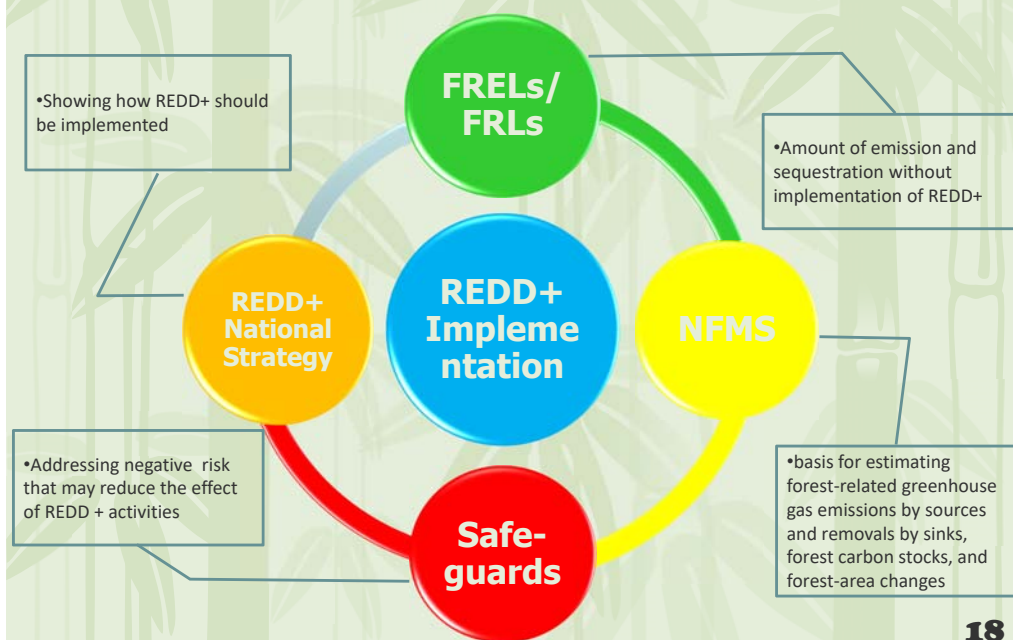 FRELs/
FRLs
•Showing how REDD+ should
be implemented
•Amount of emission and
sequestration without
implementation of REDD+
REDD+
National
Strategy
REDD+
Impleme
ntation
NFMS
•Addressing negative risk
that may reduce the effect
of REDD + activities
•basis for estimating
forest-related greenhouse
gas emissions by sources
and removals by sinks,
forest carbon stocks, and
forest-area changes
Safe-
guards
18